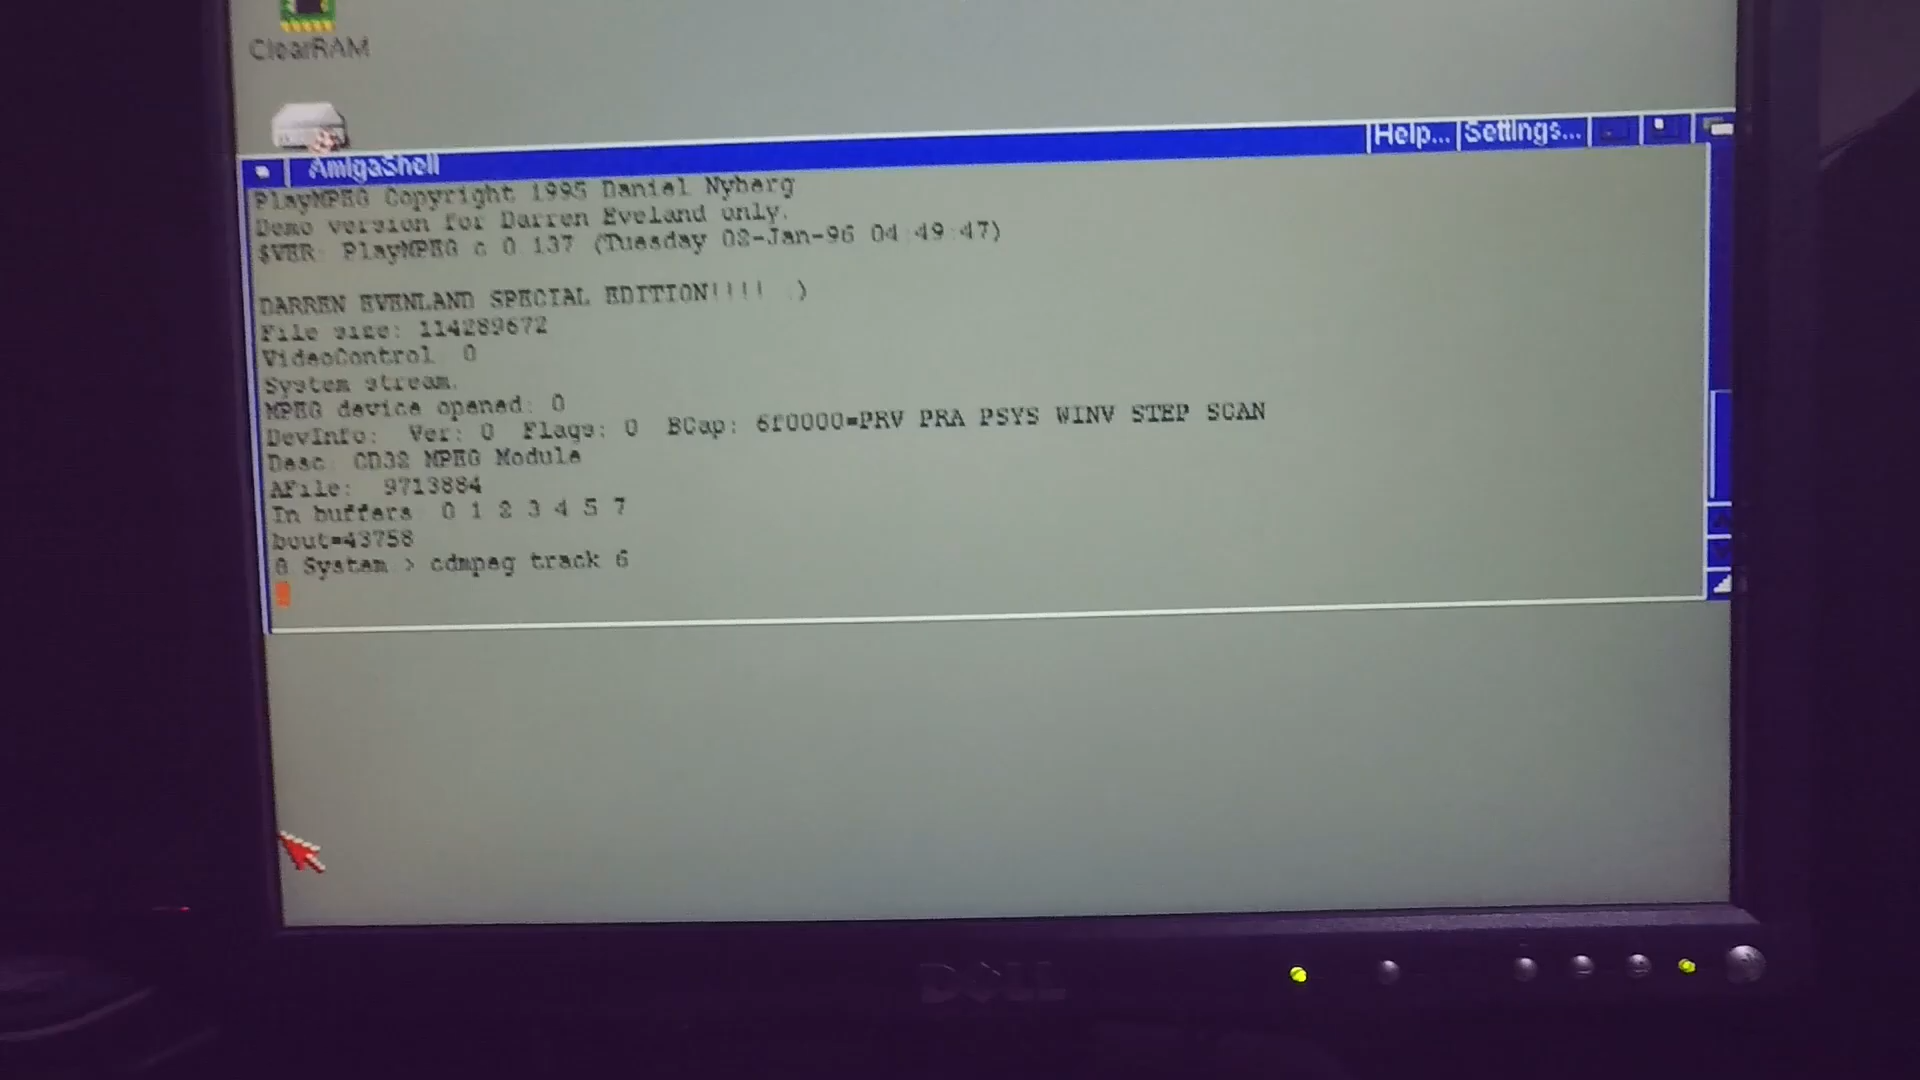 ClearRAM
AmigaShell
Help... Settings...
PlayMPEG Copyright 1995 Daniel Nyberg
Demo version for Darren Eveland only.
$VER: PlayMPEG c 0.137 (Tuesday 02-Jan-96 04:49:47)
DARREN EVENLAND SPECIAL EDITION!!!! :)
File size: 114289672
VideoControl: 0
System stream.
MPEG device opened: 0
DevInfo: Ver: 0 Flags: 0 BCap: 6f0000=PRV PRA PSYS WINV STEP SCAN
Desc: CD32 MPEG Module
AFile: 9713884
In buffers: 0 1 2 3 4 5 7
bout=43758
8.System > cdmpeg track 6
DELL